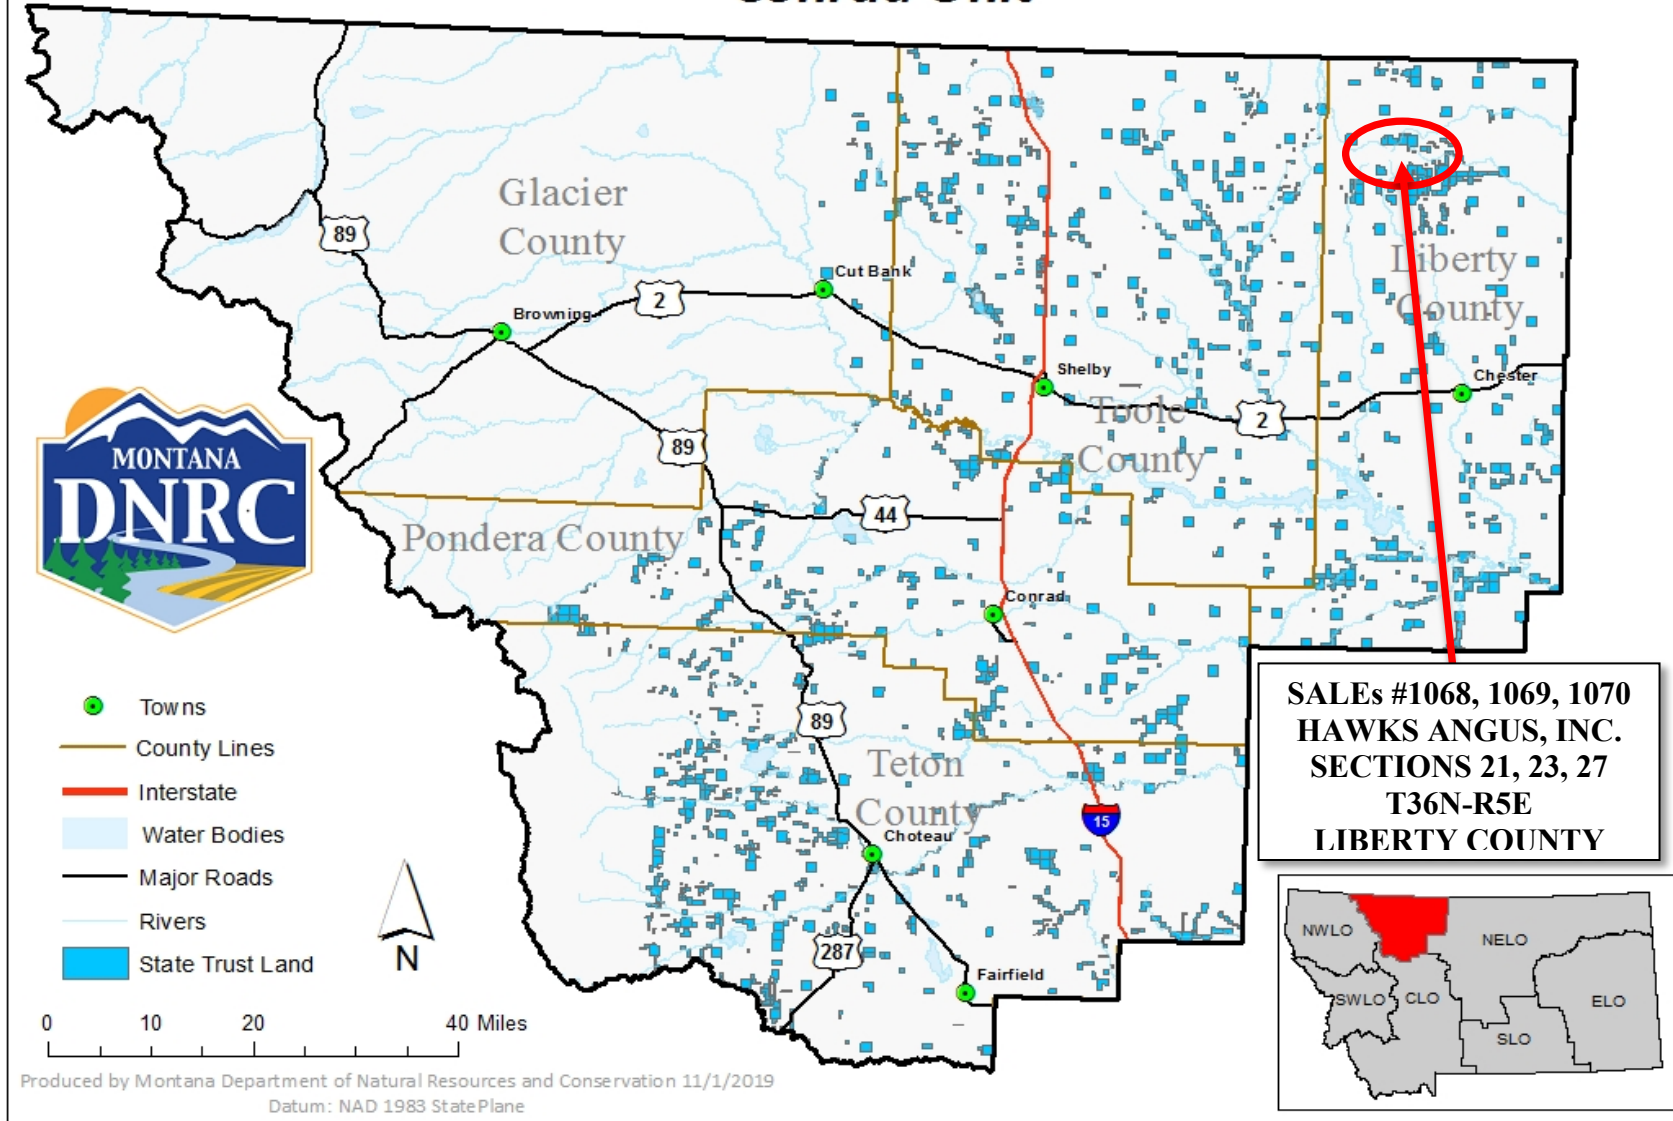 Conrad Unit
Glacier
County
89
2
Cut Bank
Browning
Liberty
County
Shelby
Chester
Toole
County
2
89
44
Pondera County
MONTANA
DNRC
Conrad
89
Teton
County
Choteau
15
287
Fairfield
Towns
County Lines
Interstate
Water Bodies
Major Roads
Rivers
State Trust Land
N
0 10 20 40 Miles
SALEs #1068, 1069, 1070
HAWKS ANGUS, INC.
SECTIONS 21, 23, 27
T36N-R5E
LIBERTY COUNTY
NWLO
NELO
SWLO
CLO
ELO
SLO
Produced by Montana Department of Natural Resources and Conservation 11/1/2019
Datum: NAD 1983 StatePlane